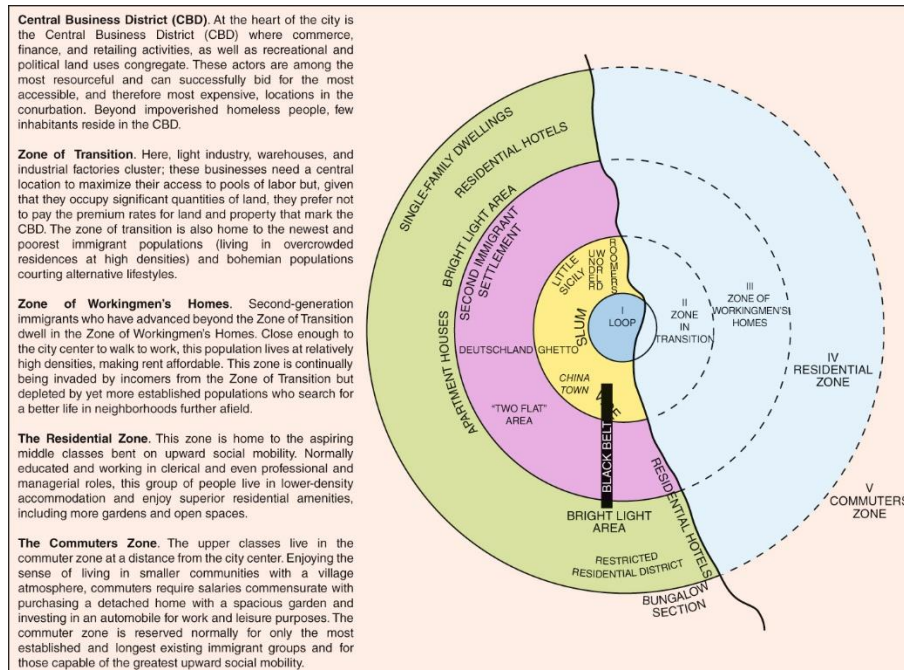 Central Business District (CBD). At the heart of the city is
the Central Business District (CBD) where commerce,
finance, and retailing activities, as well as recreational and
political land uses congregate. These actors are among the
most resourceful and can successfully bid for the most
accessible, and therefore most expensive, locations in the
conurbation. Beyond impoverished homeless people, few
inhabitants reside in the CBD.
Zone of Transition. Here, light industry, warehouses, and
industrial factories cluster; these businesses need a central
location to maximize their access to pools of labor but, given
that they occupy significant quantities of land, they prefer not
to pay the premium rates for land and property that mark the
CBD. The zone of transition is also home to the newest and
poorest immigrant populations (living in overcrowded
residences at high densities) and bohemian populations
courting alternative lifestyles.
Zone of Workingmen's Homes. Second-generation
immigrants who have advanced beyond the Zone of Transition
dwell in the Zone of Workingmen's Homes. Close enough to
the city center to walk to work, this population lives at relatively
high densities, making rent affordable. This zone is continually
being invaded by incomers from the Zone of Transition but
depleted by yet more established populations who search for
a better life in neighborhoods further afield.
The Residential Zone. This zone is home to the aspiring
middle classes bent on upward social mobility. Normally
educated and working in clerical and even professional and
managerial roles, this group of people live in lower-density
accommodation and enjoy superior residential amenities,
including more gardens and open spaces.
The Commuters Zone. The upper classes live in the
commuter zone at a distance from the city center. Enjoying the
sense of living in smaller communities with a village
atmosphere, commuters require salaries commensurate with
purchasing a detached home with a spacious garden and
investing in an automobile for work and leisure purposes. The
commuter zone is reserved normally for only the most
established and longest existing immigrant groups and for
those capable of the greatest upward social mobility.
SINGLE-FAMILY DWELLINGS
RESIDENTIAL HOTELS
BRIGHT LIGHT AREA
SECOND IMMIGRANT
SETTLEMENT
LITTLE
SICILY
UNDER
WORLD
ROOMERS
SLUM
I
LOOP
II
ZONE
IN
TRANSITION
III
ZONE OF
WORKINGMEN'S
HOMES
IV
RESIDENTIAL
ZONE
V
COMMUTERS
ZONE
APARTMENT HOUSES
DEUTSCHLAND
GHETTO
CHINA
TOWN
"TWO FLAT"
AREA
BLACK BELT
BRIGHT LIGHT
AREA
RESIDENTIAL HOTELS
RESTRICTED
RESIDENTIAL DISTRICT
BUNGALOW
SECTION